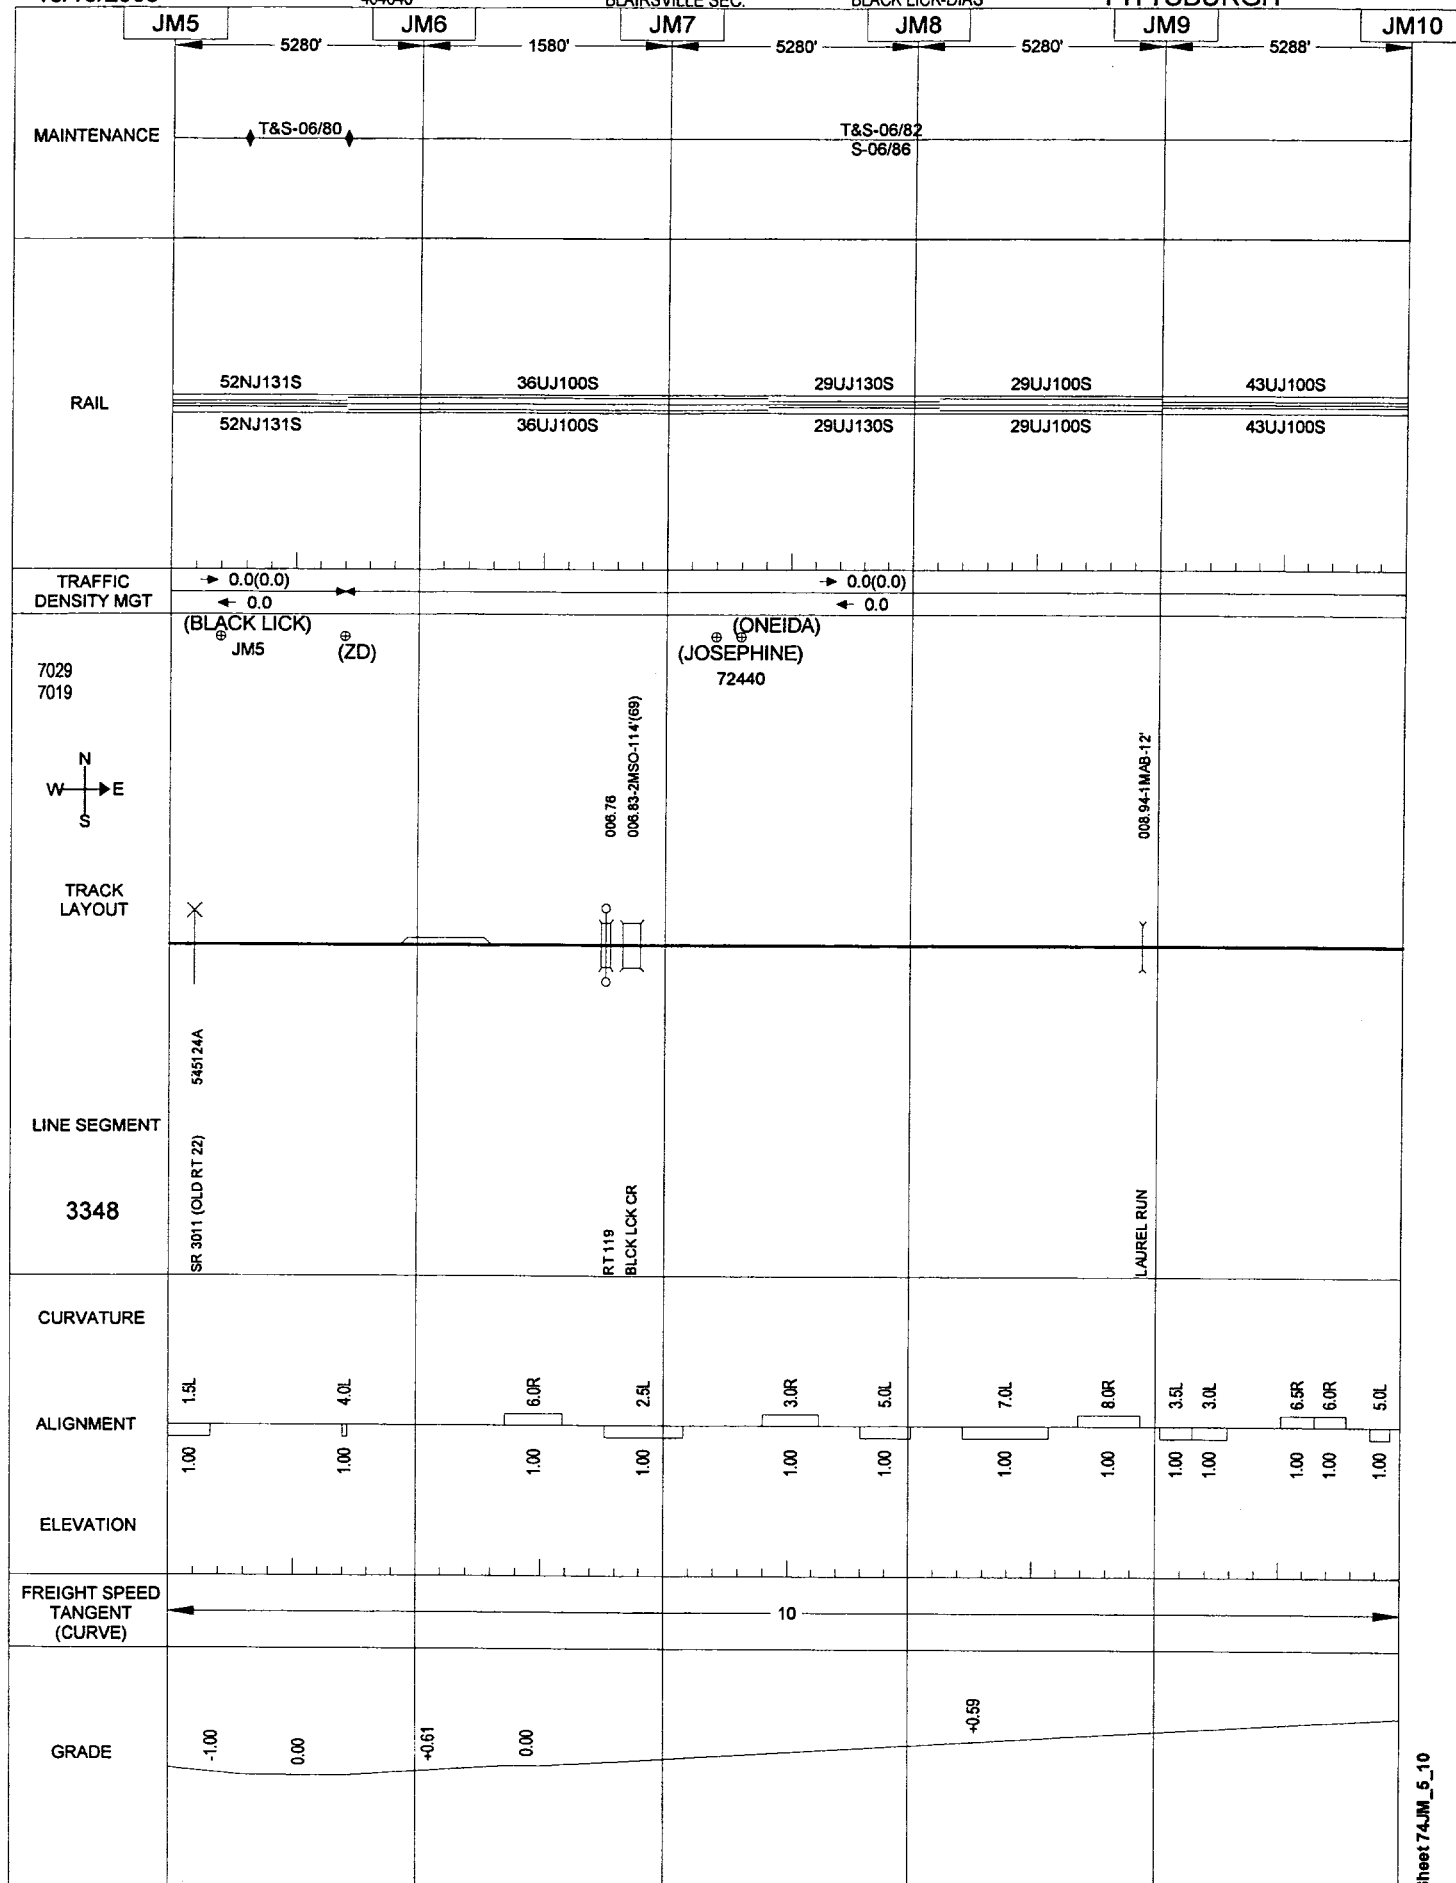 BLAIRSVILLE SEC.
BLACK LICK-DIAS
PITTSBURGH
JM5 JM6 JM7 JM8 JM9 JM10
5280' 1580' 5280' 5280' 5288'
MAINTENANCE
T&S-06/80
T&S-06/82
S-06/86
RAIL
52NJ131S 36UJ100S 29UJ130S 29UJ100S 43UJ100S
52NJ131S 36UJ100S 29UJ130S 29UJ100S 43UJ100S
TRAFFIC
DENSITY MGT
0.0(0.0) 0.0(0.0)
0.0 0.0
(BLACK LICK)
JM5
(ZD)
(ONEIDA)
(JOSEPHINE)
72440
7029
7019
N
W E
S
006.76
006.83-2MSO-114'(69)
008.94-1MAB-12'
TRACK
LAYOUT
545124A
LINE SEGMENT
3348
SR 3011 (OLD RT 22)
RT 119
BLCK LCK CR
LAUREL RUN
CURVATURE
1.5L 4.0L 6.0R 2.5L 3.0R 5.0L 7.0L 8.0R 3.5L 3.0L 6.5R 6.0R 5.0L
ALIGNMENT
1.00 1.00 1.00 1.00 1.00 1.00 1.00 1.00 1.00 1.00 1.00 1.00 1.00
ELEVATION
FREIGHT SPEED
TANGENT
(CURVE)
10
GRADE
-1.00 0.00 +0.61 0.00 +0.59
Sheet 74JM_5_10